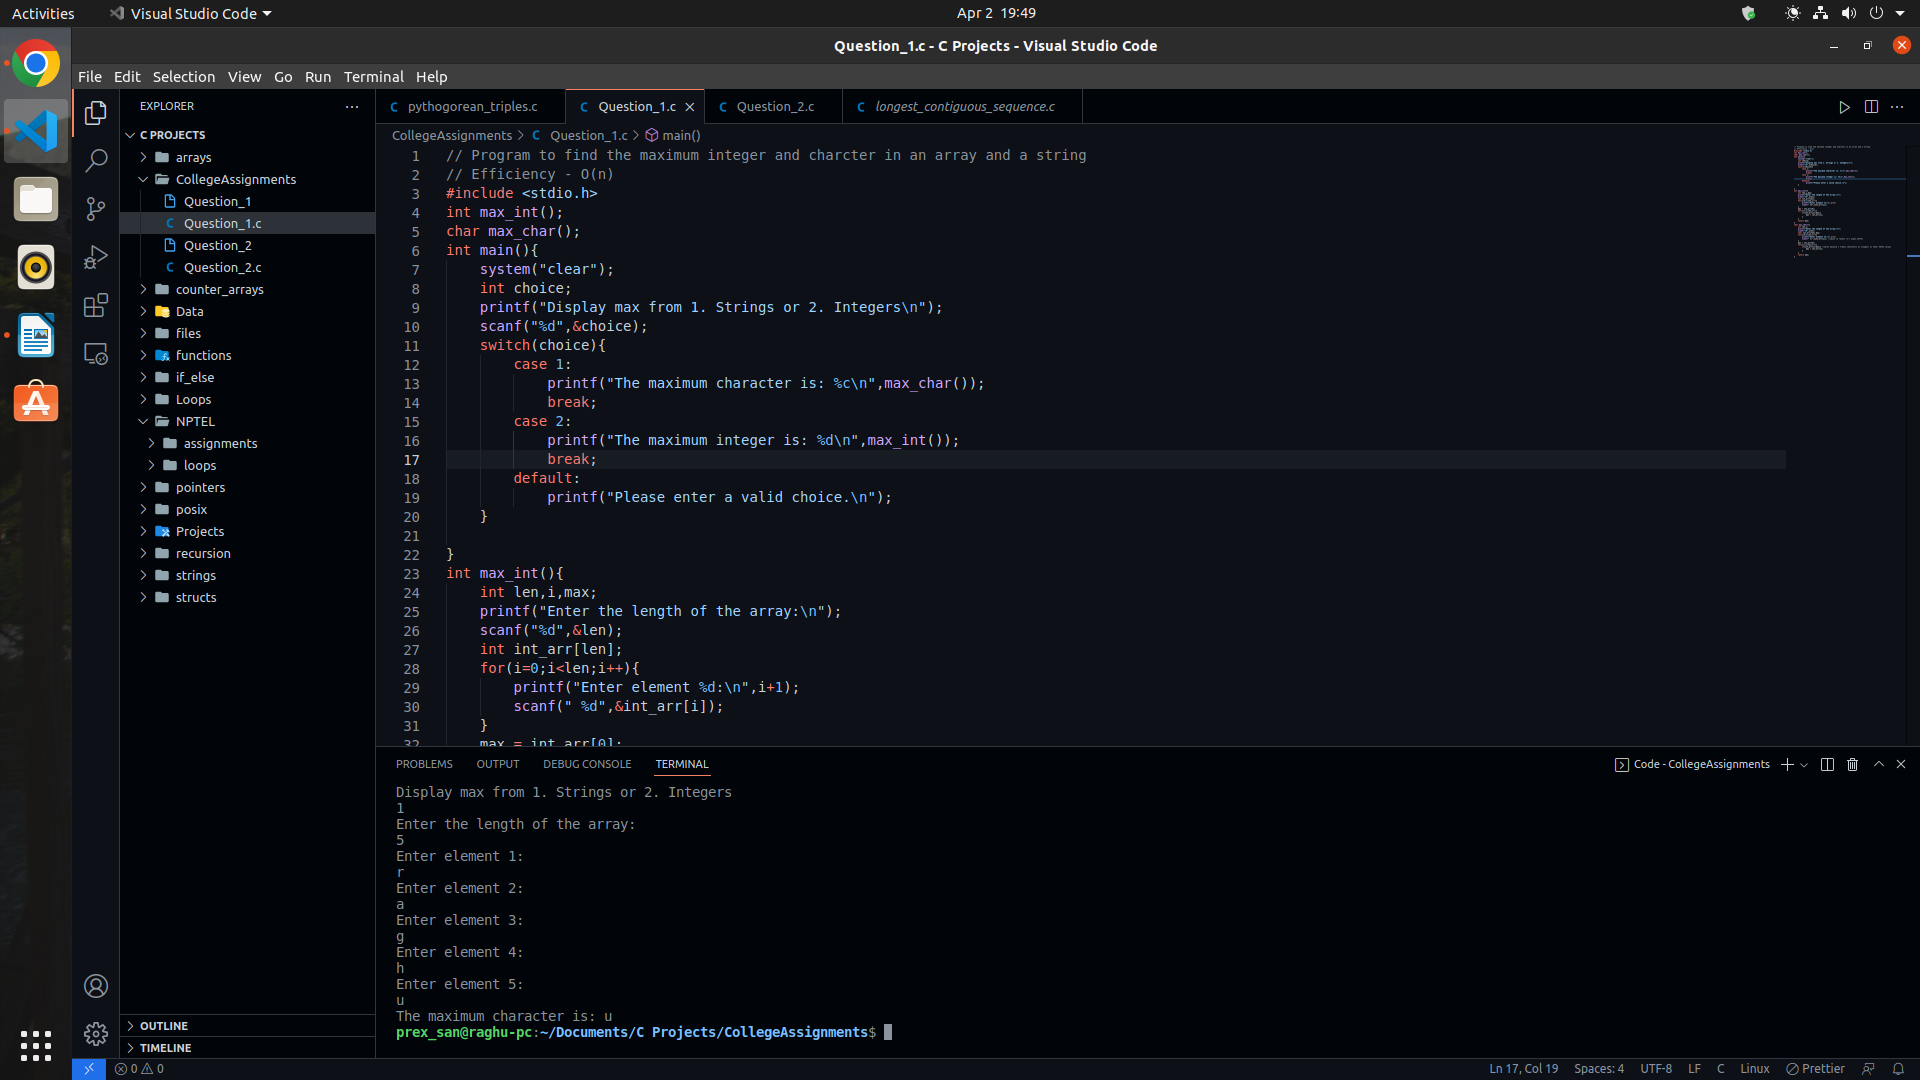 Activities
Visual Studio Code
Apr 2 19:49
Question_1.c - C Projects - Visual Studio Code
File Edit Selection View Go Run Terminal Help
EXPLORER
C PROJECTS
arrays
CollegeAssignments
Question_1
Question_1.c
Question_2
Question_2.c
counter_arrays
Data
files
functions
if_else
Loops
NPTEL
assignments
loops
pointers
posix
Projects
recursion
strings
structs
OUTLINE
TIMELINE
C pythogorean_triples.c
C Question_1.c
C Question_2.c
C longest_contiguous_sequence.c
CollegeAssignments > C Question_1.c > main()
1 // Program to find the maximum integer and charcter in an array and a string
2 // Efficiency - O(n)
3 #include <stdio.h>
4 int max_int();
5 char max_char();
6 int main(){
7 system("clear");
8 int choice;
9 printf("Display max from 1. Strings or 2. Integers\n");
10 scanf("%d",&choice);
11 switch(choice){
12 case 1:
13 printf("The maximum character is: %c\n",max_char());
14 break;
15 case 2:
16 printf("The maximum integer is: %d\n",max_int());
17 break;
18 default:
19 printf("Please enter a valid choice.\n");
20 }
21
22 }
23 int max_int(){
24 int len,i,max;
25 printf("Enter the length of the array:\n");
26 scanf("%d",&len);
27 int int_arr[len];
28 for(i=0;i<len;i++){
29 printf("Enter element %d:\n",i+1);
30 scanf(" %d",&int_arr[i]);
31 }
32 max = int_arr[0];
PROBLEMS OUTPUT DEBUG CONSOLE TERMINAL
Code - CollegeAssignments
Display max from 1. Strings or 2. Integers
1
Enter the length of the array:
5
Enter element 1:
r
Enter element 2:
a
Enter element 3:
g
Enter element 4:
h
Enter element 5:
u
The maximum character is: u
prex_san@raghu-pc:~/Documents/C Projects/CollegeAssignments$
0 0
Ln 17, Col 19 Spaces: 4 UTF-8 LF C Linux Prettier